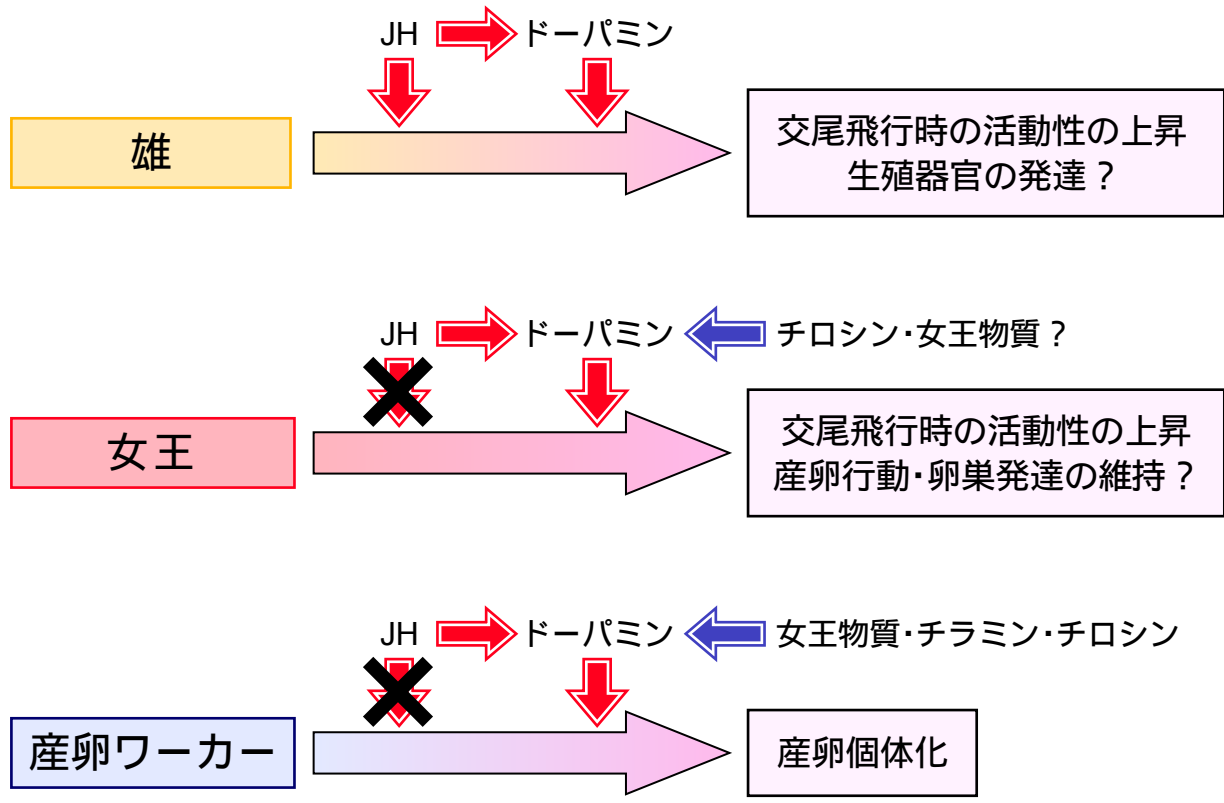 JH ドーパミン
雄
交尾飛行時の活動性の上昇
生殖器官の発達？
JH ドーパミン チロシン・女王物質？
女王
交尾飛行時の活動性の上昇
産卵行動・卵巣発達の維持？
JH ドーパミン 女王物質・チラミン・チロシン
産卵ワーカー
産卵個体化